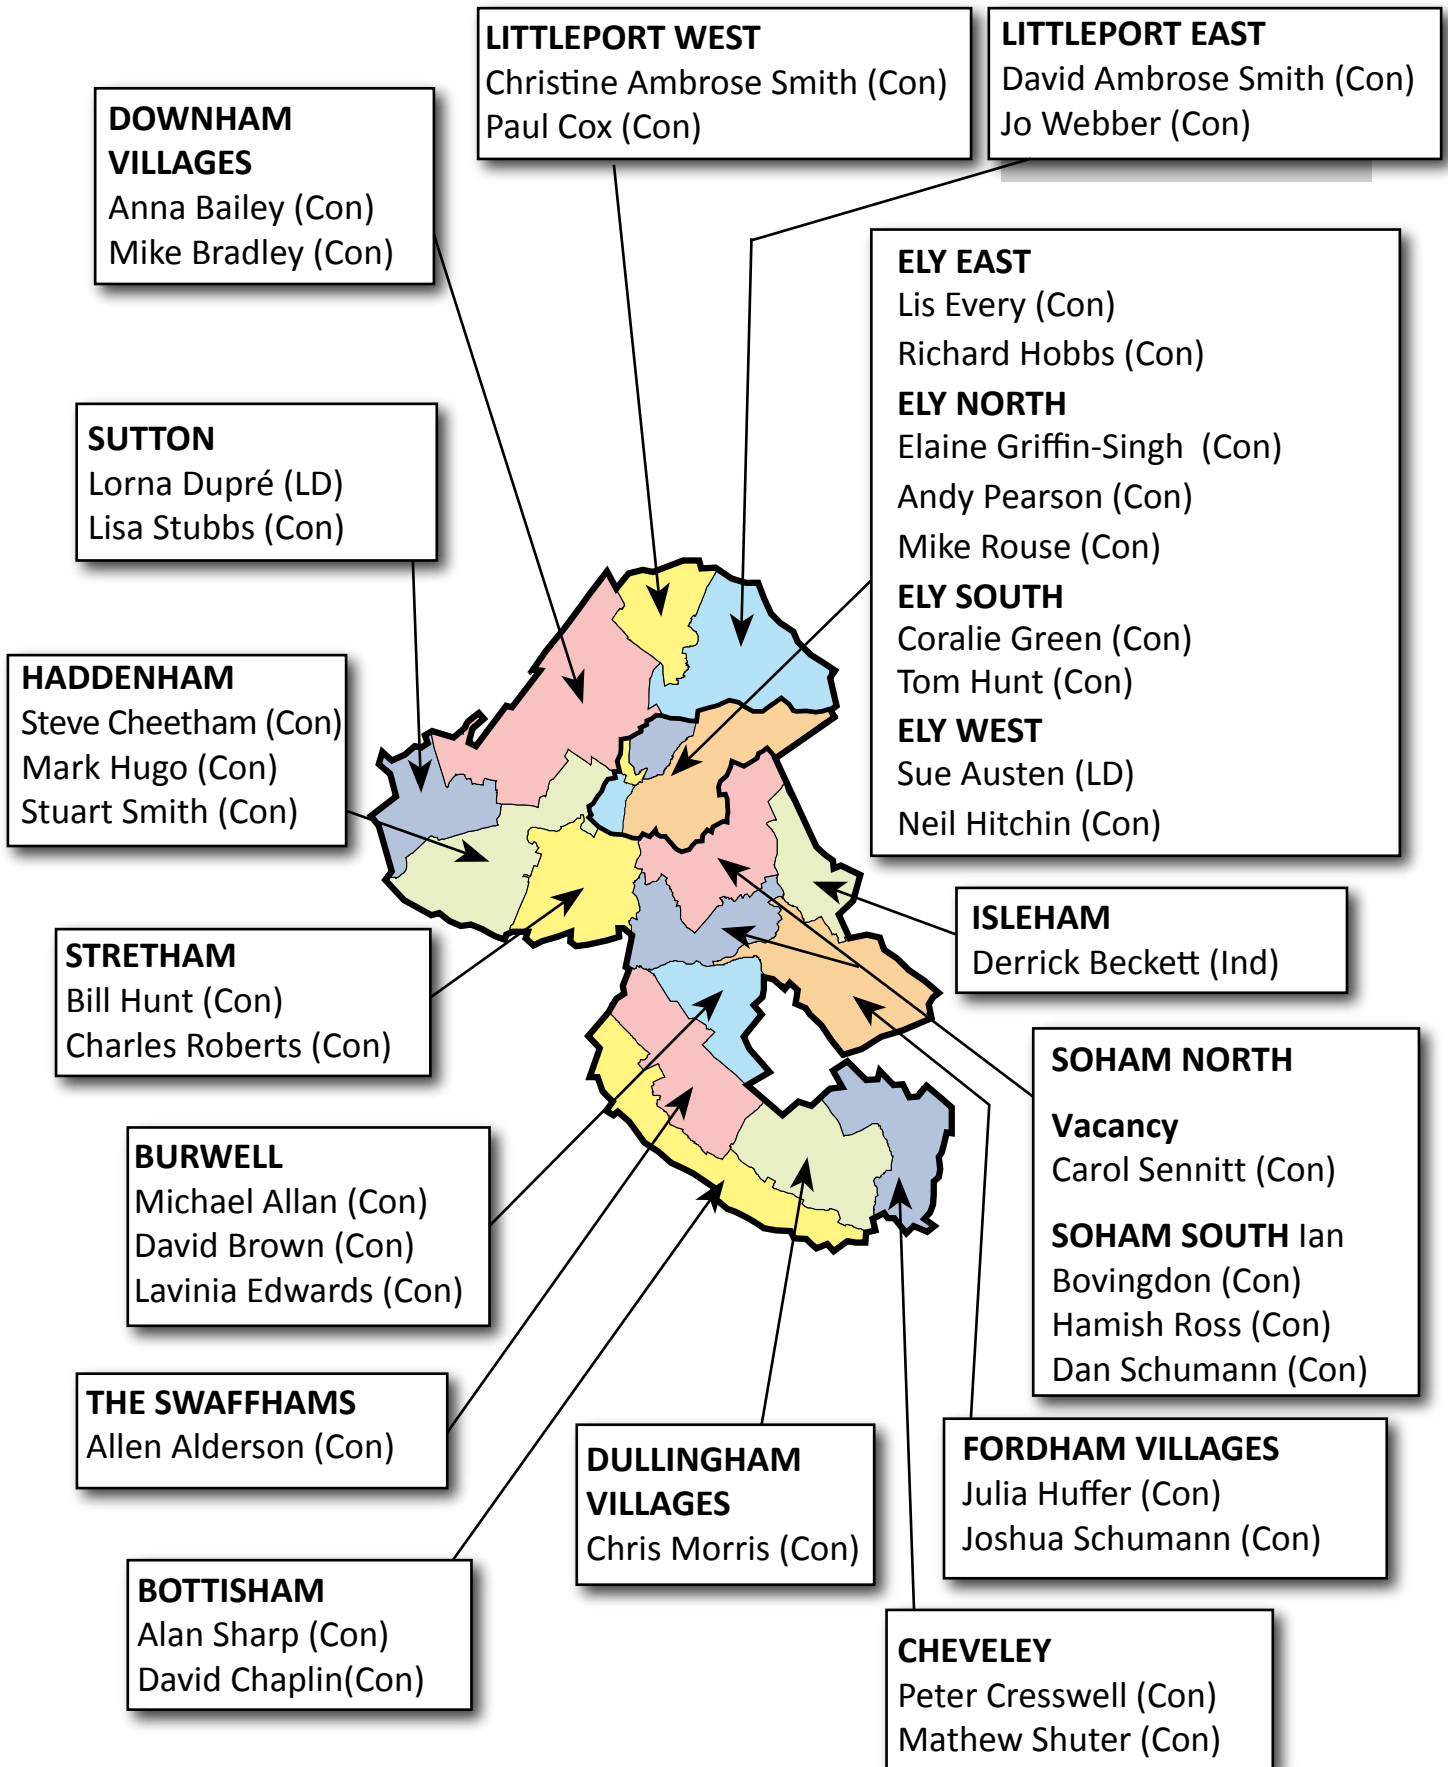 LITTLEPORT WEST
Christine Ambrose Smith (Con)
Paul Cox (Con)
LITTLEPORT EAST
David Ambrose Smith (Con)
Jo Webber (Con)
DOWNHAM
VILLAGES
Anna Bailey (Con)
Mike Bradley (Con)
ELY EAST
Lis Every (Con)
Richard Hobbs (Con)
ELY NORTH
Elaine Griffin-Singh (Con)
Andy Pearson (Con)
Mike Rouse (Con)
ELY SOUTH
Coralie Green (Con)
Tom Hunt (Con)
ELY WEST
Sue Austen (LD)
Neil Hitchin (Con)
SUTTON
Lorna Dupré (LD)
Lisa Stubbs (Con)
HADDENHAM
Steve Cheetham (Con)
Mark Hugo (Con)
Stuart Smith (Con)
ISLEHAM
Derrick Beckett (Ind)
STRETHAM
Bill Hunt (Con)
Charles Roberts (Con)
SOHAM NORTH
Vacancy
Carol Sennitt (Con)
SOHAM SOUTH Ian
Bovingdon (Con)
Hamish Ross (Con)
Dan Schumann (Con)
BURWELL
Michael Allan (Con)
David Brown (Con)
Lavinia Edwards (Con)
THE SWAFFHAMS
Allen Alderson (Con)
DULLINGHAM
VILLAGES
Chris Morris (Con)
FORDHAM VILLAGES
Julia Huffer (Con)
Joshua Schumann (Con)
BOTTISHAM
Alan Sharp (Con)
David Chaplin(Con)
CHEVELEY
Peter Cresswell (Con)
Mathew Shuter (Con)